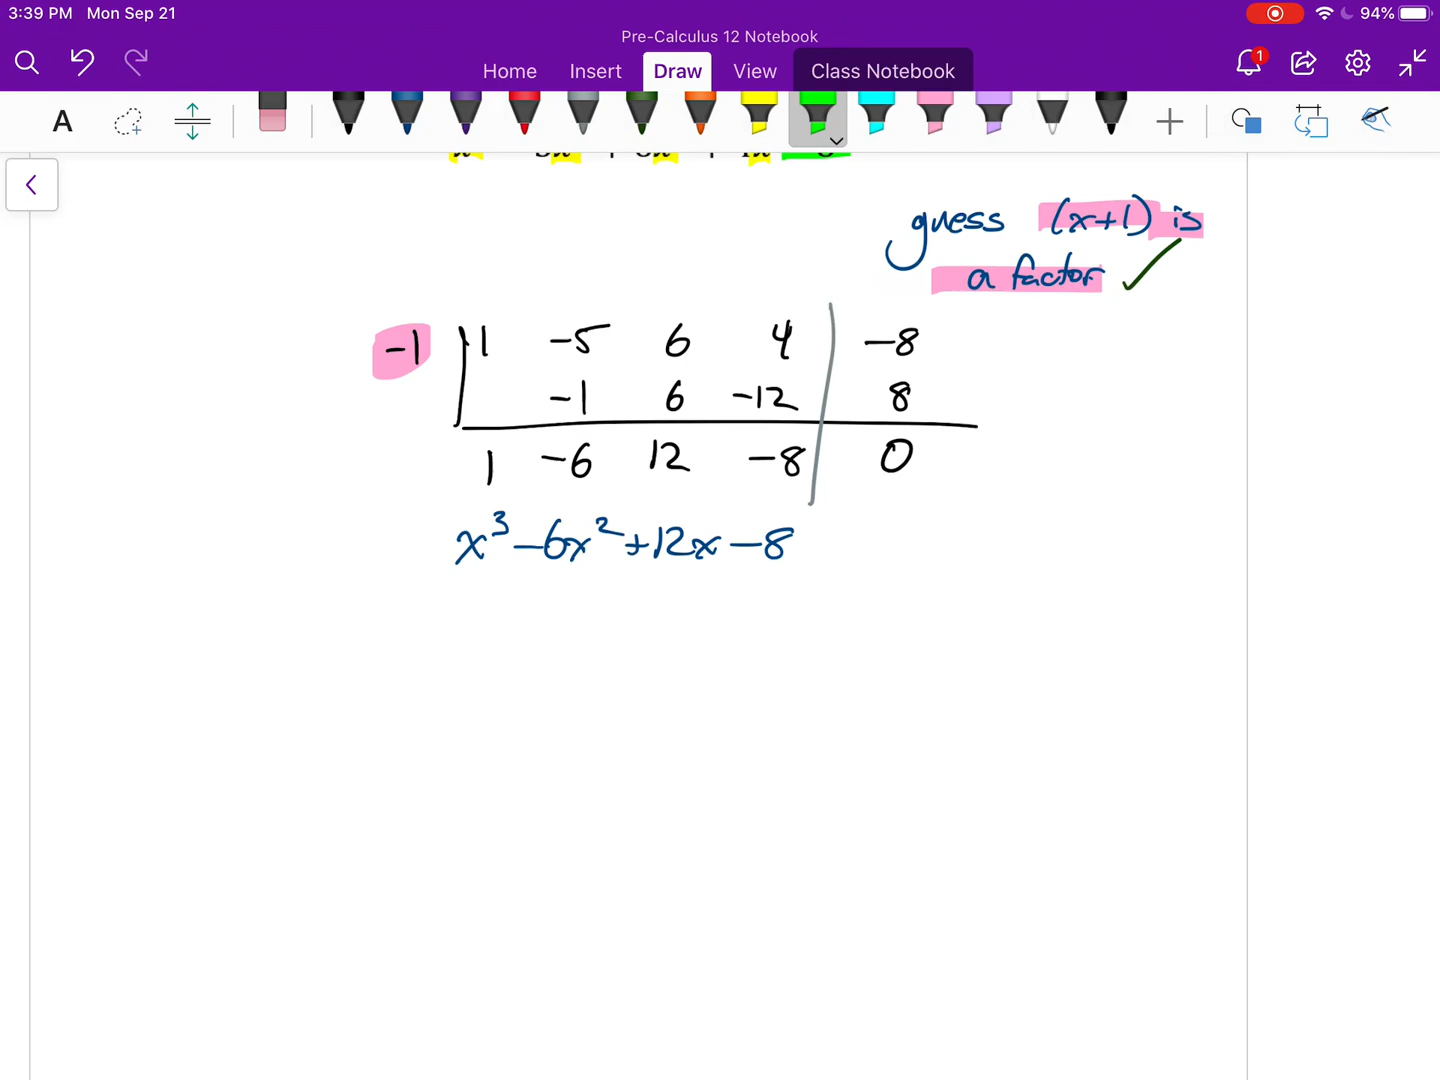 3:39 PM Mon Sep 21
94%
Pre-Calculus 12 Notebook
1
Home Insert Draw View Class Notebook
A
guess (x+1) is
a factor ✓
-1 | 1 -5 6 4 | -8
-1 6 -12 | 8
1 -6 12 -8 | 0
x³ -6x² +12x -8